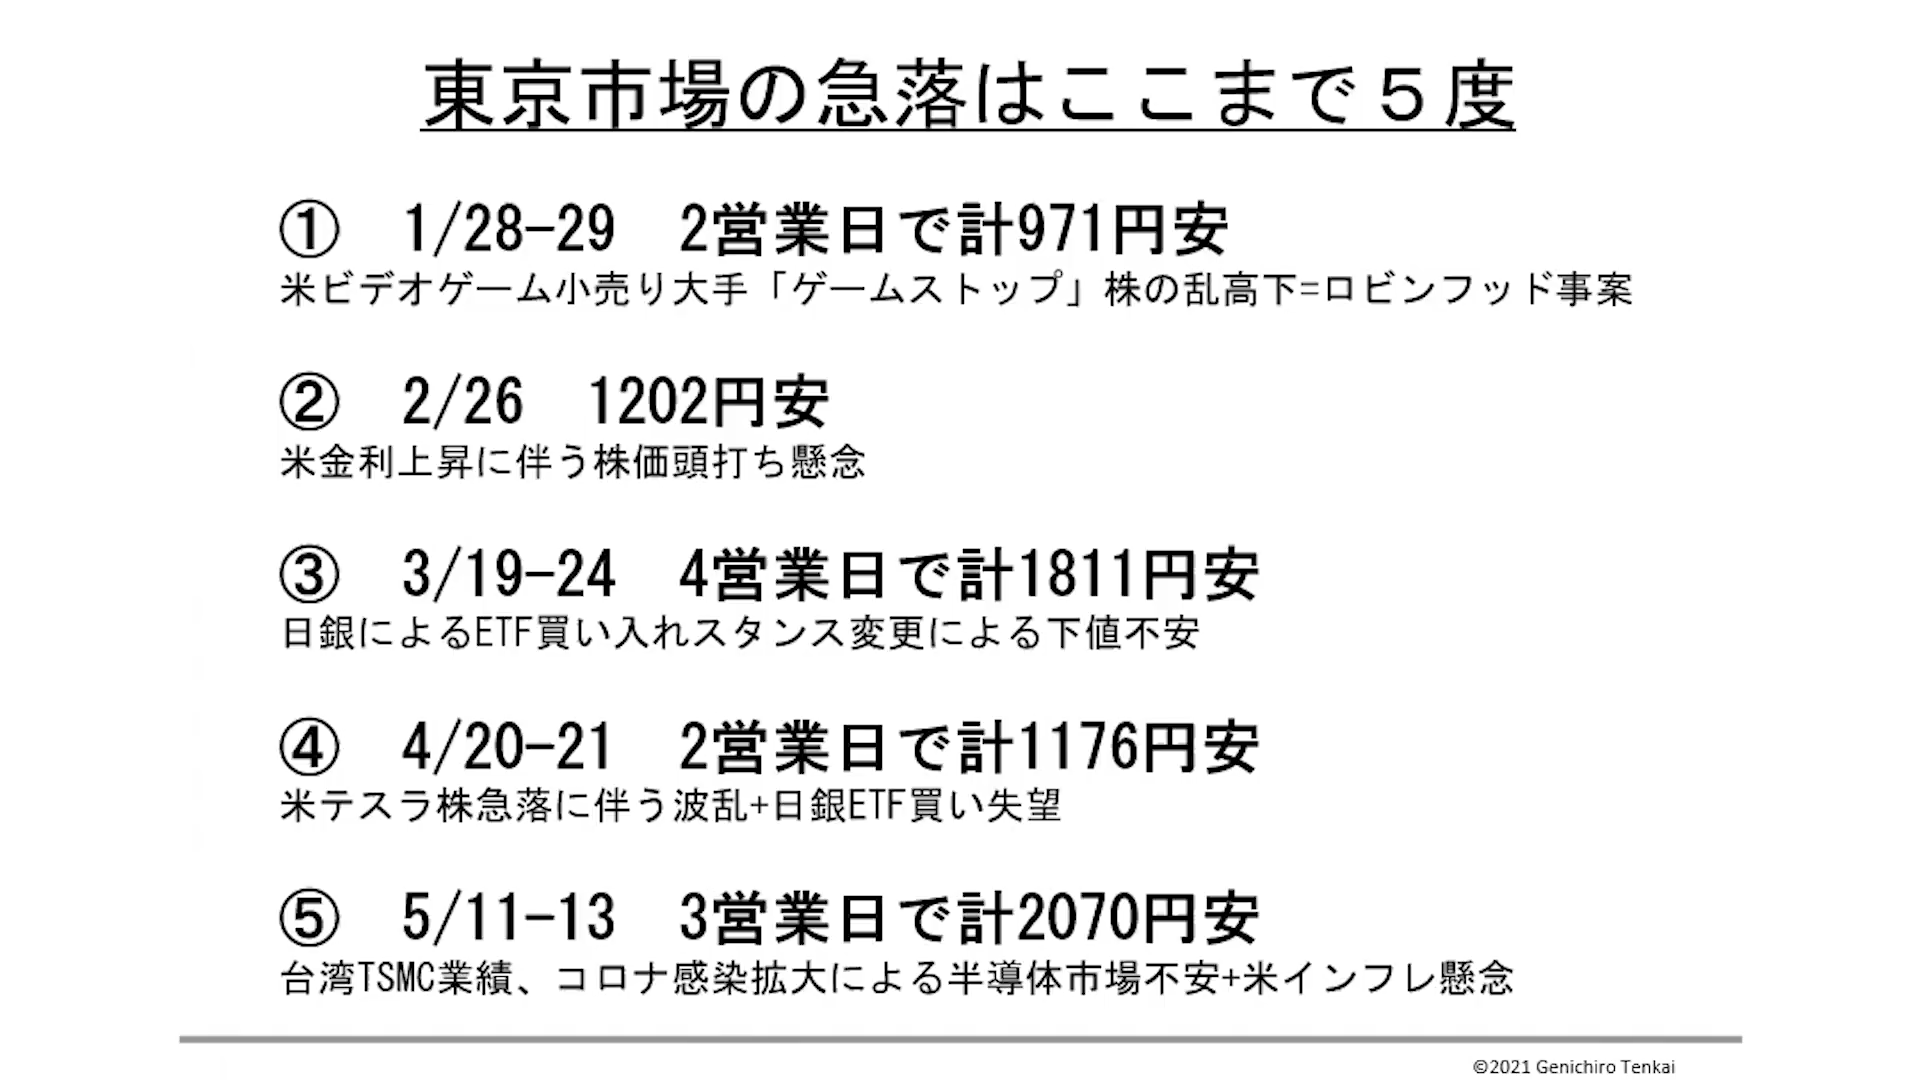 東京市場の急落はここまで５度
①　1/28-29　2営業日で計971円安
米ビデオゲーム小売り大手「ゲームストップ」株の乱高下=ロビンフッド事案
②　2/26　1202円安
米金利上昇に伴う株価頭打ち懸念
③　3/19-24　4営業日で計1811円安
日銀によるETF買い入れスタンス変更による下値不安
④　4/20-21　2営業日で計1176円安
米テスラ株急落に伴う波乱+日銀ETF買い失望
⑤　5/11-13　3営業日で計2070円安
台湾TSMC業績、コロナ感染拡大による半導体市場不安+米インフレ懸念
©2021 Genichiro Tenkai